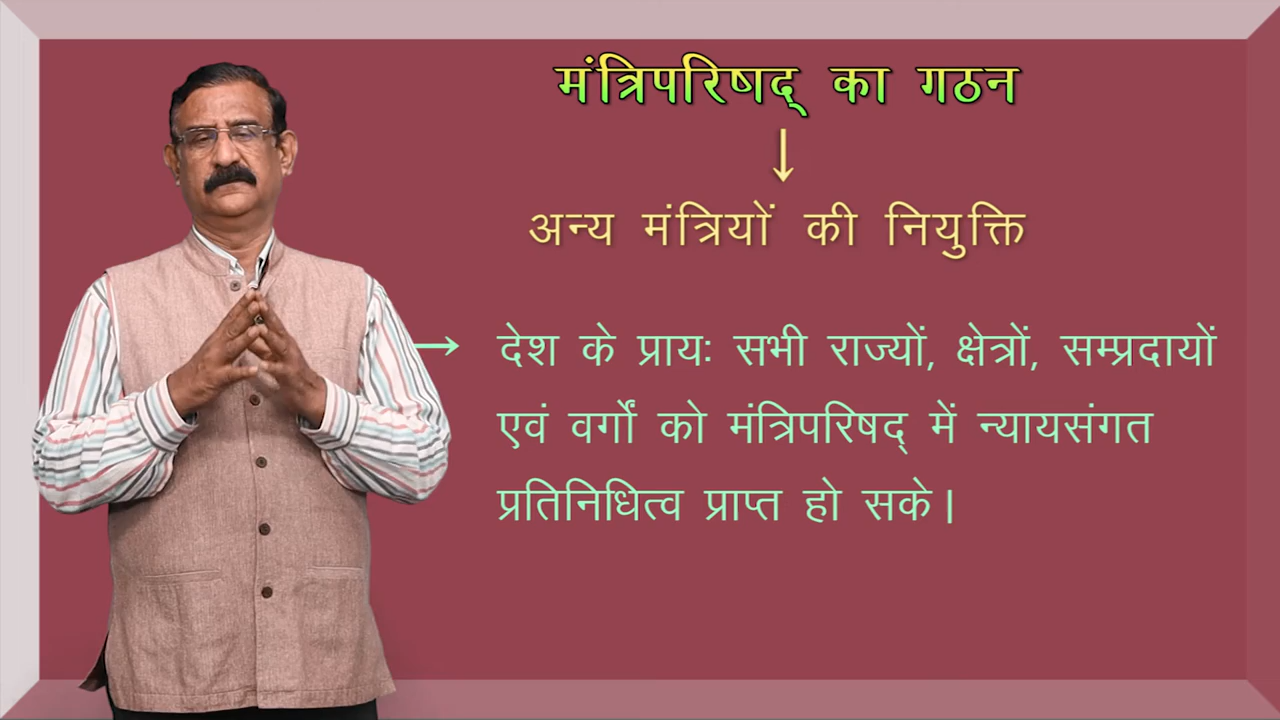 मंत्रिपरिषद् का गठन
↓
अन्य मंत्रियों की नियुक्ति
→ देश के प्रायः सभी राज्यों, क्षेत्रों, सम्प्रदायों
एवं वर्गों को मंत्रिपरिषद् में न्यायसंगत
प्रतिनिधित्व प्राप्त हो सके।